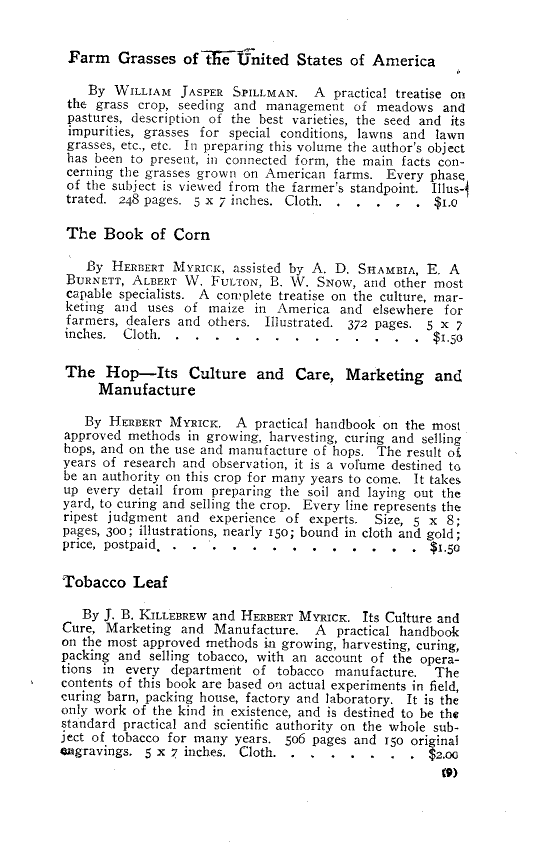 Farm Grasses of the United States of America
By WILLIAM JASPER SPILLMAN. A practical treatise on
the grass crop, seeding and management of meadows and
pastures, description of the best varieties, the seed and its
impurities, grasses for special conditions, lawns and lawn
grasses, etc., etc. In preparing this volume the author's object
has been to present, in connected form, the main facts con-
cerning the grasses grown on American farms. Every phase
of the subject is viewed from the farmer's standpoint. Illus-
trated. 248 pages. 5 x 7 inches. Cloth. . . . . . $1.0
The Book of Corn
By HERBERT MYRICK, assisted by A. D. SHAMBIA, E. A
BURNETT, ALBERT W. FULTON, B. W. SNOW, and other most
capable specialists. A complete treatise on the culture, mar-
keting and uses of maize in America and elsewhere for
farmers, dealers and others. Illustrated. 372 pages. 5 x 7
inches. Cloth. . . . . . . . . . . . . . $1.50
The Hop—Its Culture and Care, Marketing and
Manufacture
By HERBERT MYRICK. A practical handbook on the most
approved methods in growing, harvesting, curing and selling
hops, and on the use and manufacture of hops. The result of
years of research and observation, it is a volume destined to
be an authority on this crop for many years to come. It takes
up every detail from preparing the soil and laying out the
yard, to curing and selling the crop. Every line represents the
ripest judgment and experience of experts. Size, 5 x 8;
pages, 300; illustrations, nearly 150; bound in cloth and gold;
price, postpaid. . . . . . . . . . . . . . $1.50
Tobacco Leaf
By J. B. KILLEBREW and HERBERT MYRICK. Its Culture and
Cure, Marketing and Manufacture. A practical handbook
on the most approved methods in growing, harvesting, curing,
packing and selling tobacco, with an account of the opera-
tions in every department of tobacco manufacture. The
contents of this book are based on actual experiments in field,
curing barn, packing house, factory and laboratory. It is the
only work of the kind in existence, and is destined to be the
standard practical and scientific authority on the whole sub-
ject of tobacco for many years. 506 pages and 150 original
engravings. 5 x 7 inches. Cloth. . . . . . . . $2.00
(9)